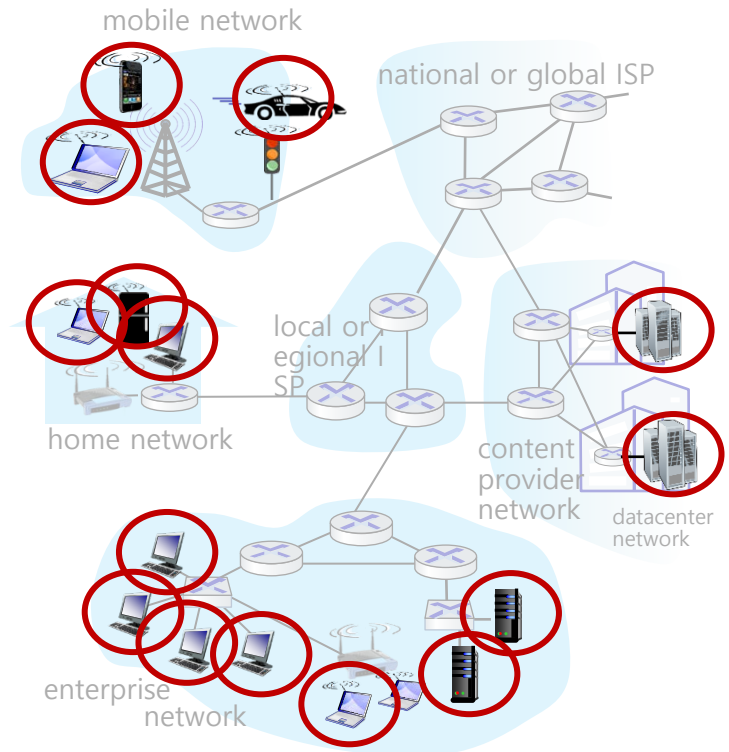 mobile network
national or global ISP
local or
egional I
SP
home network
content
provider
network
datacenter
network
enterprise
network